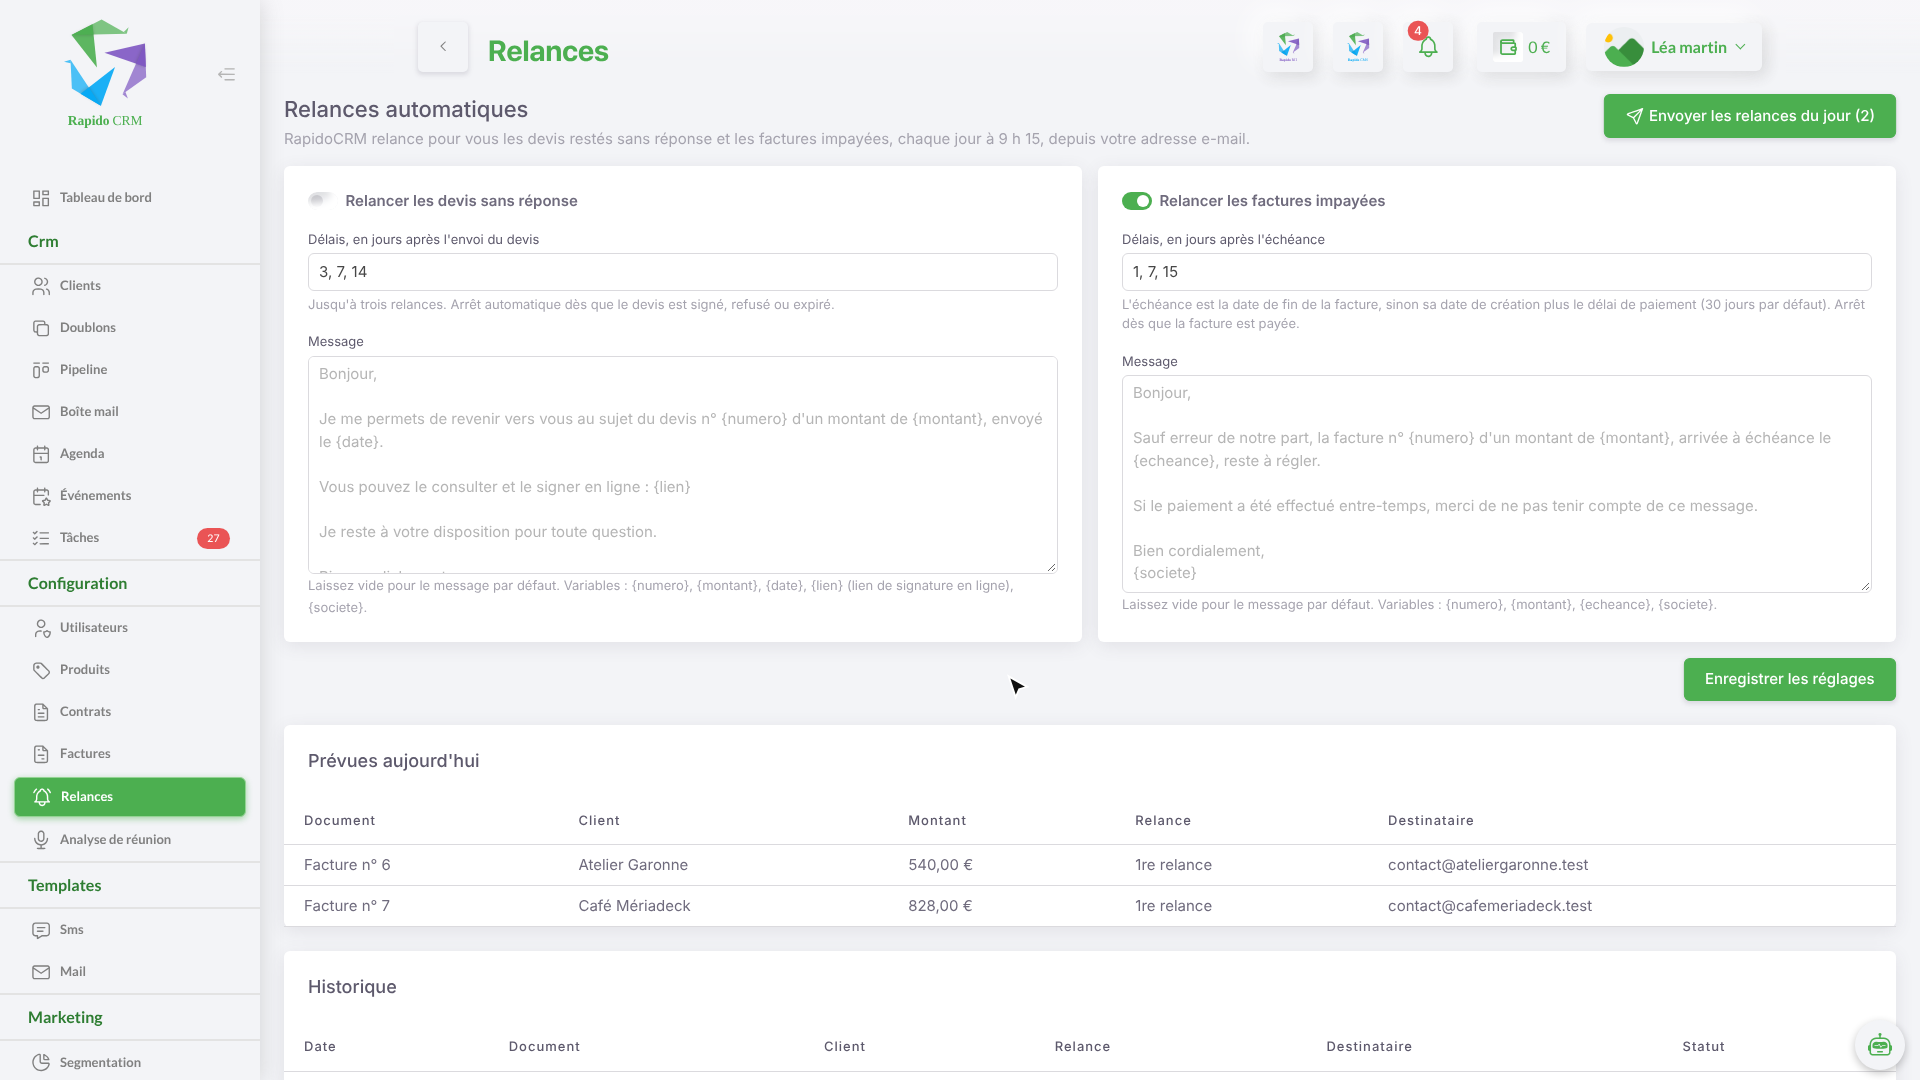 Rapido CRM
Tableau de bord
Crm
Clients
Doublons
Pipeline
Boîte mail
Agenda
Événements
Tâches
27
Configuration
Utilisateurs
Produits
Contrats
Factures
Relances
Analyse de réunion
Templates
Sms
Mail
Marketing
Segmentation
Relances
4
0 €
Léa martin
Relances automatiques
RapidoCRM relance pour vous les devis restés sans réponse et les factures impayées, chaque jour à 9 h 15, depuis votre adresse e-mail.
Envoyer les relances du jour (2)
Relancer les devis sans réponse
Délais, en jours après l'envoi du devis
3, 7, 14
Jusqu'à trois relances. Arrêt automatique dès que le devis est signé, refusé ou expiré.
Message
Bonjour,
Je me permets de revenir vers vous au sujet du devis n° {numero} d'un montant de {montant}, envoyé
le {date}.
Vous pouvez le consulter et le signer en ligne : {lien}
Je reste à votre disposition pour toute question.
Laissez vide pour le message par défaut. Variables : {numero}, {montant}, {date}, {lien} (lien de signature en ligne),
{societe}.
Relancer les factures impayées
Délais, en jours après l'échéance
1, 7, 15
L'échéance est la date de fin de la facture, sinon sa date de création plus le délai de paiement (30 jours par défaut). Arrêt
dès que la facture est payée.
Message
Bonjour,
Sauf erreur de notre part, la facture n° {numero} d'un montant de {montant}, arrivée à échéance le
{echeance}, reste à régler.
Si le paiement a été effectué entre-temps, merci de ne pas tenir compte de ce message.
Bien cordialement,
{societe}
Laissez vide pour le message par défaut. Variables : {numero}, {montant}, {echeance}, {societe}.
Enregistrer les réglages
Prévues aujourd'hui
Document Client Montant Relance Destinataire
Facture n° 6 Atelier Garonne 540,00 € 1re relance contact@ateliergaronne.test
Facture n° 7 Café Mériadeck 828,00 € 1re relance contact@cafemeriadeck.test
Historique
Date Document Client Relance Destinataire Statut